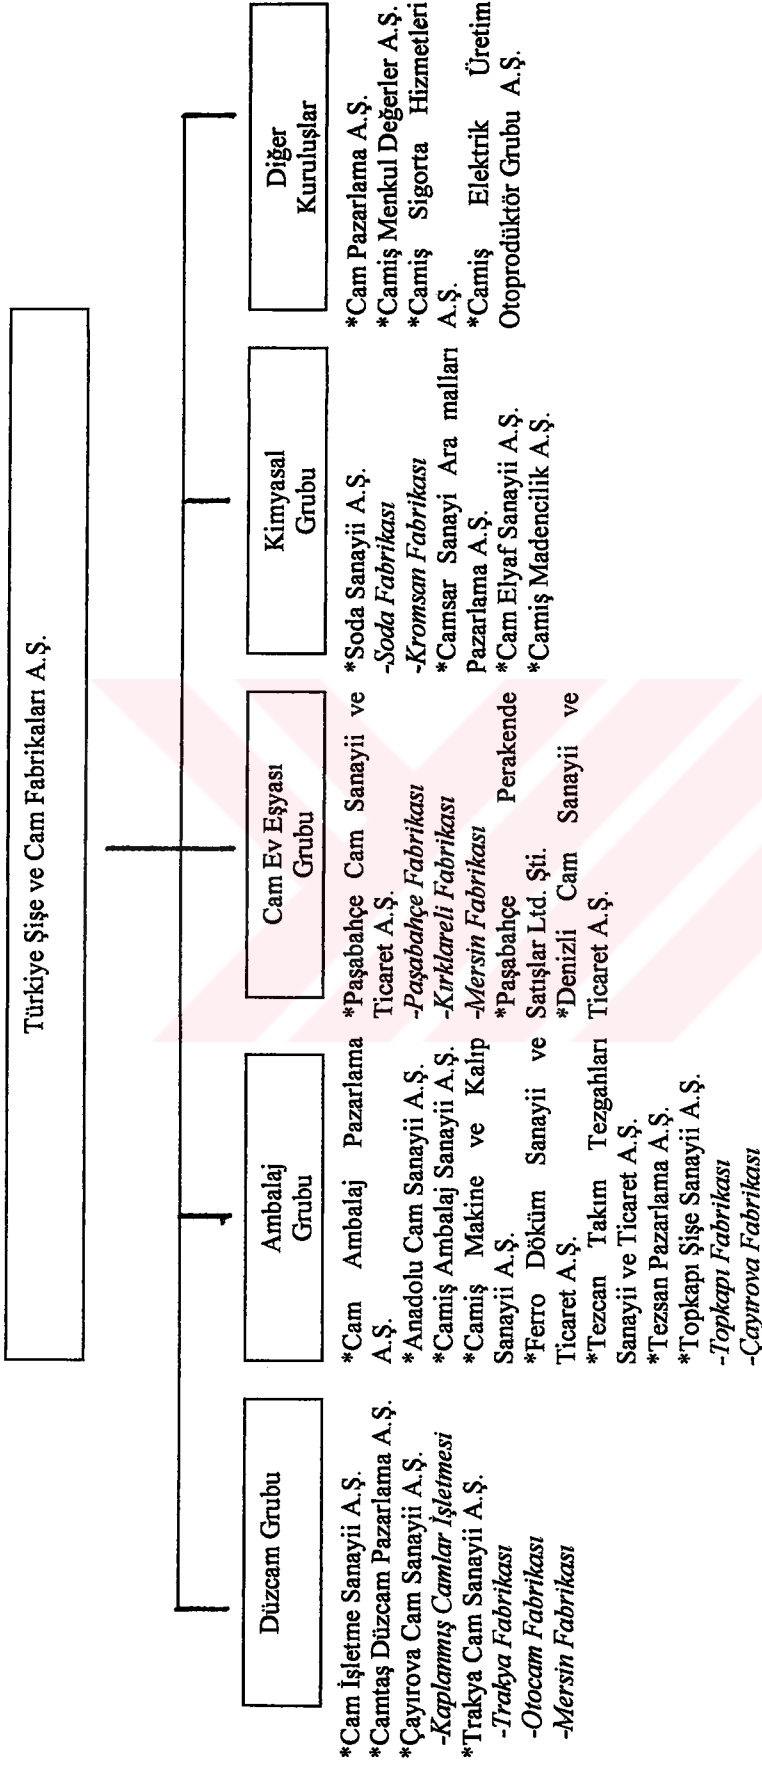 Türkiye Şişe ve Cam Fabrikaları A.Ş.
Düzcam Grubu
*Cam İşletme Sanayii A.Ş.
*Camtaş Düzcam Pazarlama A.Ş.
*Çayırova Cam Sanayii A.Ş.
-Kaplanmış Camlar İşletmesi
*Trakya Cam Sanayii A.Ş.
-Trakya Fabrikası
-Otocam Fabrikası
-Mersin Fabrikası
Ambalaj
Grubu
*Cam Ambalaj Pazarlama
A.Ş.
*Anadolu Cam Sanayii A.Ş.
*Camiş Ambalaj Sanayii A.Ş.
*Camiş Makine ve Kalıp
Sanayii A.Ş.
*Ferro Döküm Sanayii ve
Ticaret A.Ş.
*Tezcan Takım Tezgahları
Sanayii ve Ticaret A.Ş.
*Tezsan Pazarlama A.Ş.
*Topkapı Şişe Sanayii A.Ş.
-Topkapı Fabrikası
-Çayırova Fabrikası
Cam Ev Eşyası
Grubu
*Paşabahçe Cam Sanayii ve
Ticaret A.Ş.
-Paşabahçe Fabrikası
-Kırklareli Fabrikası
-Mersin Fabrikası
*Paşabahçe Perakende
Satışlar Ltd. Şti.
*Denizli Cam Sanayii ve
Ticaret A.Ş.
Kimyasal
Grubu
*Soda Sanayii A.Ş.
-Soda Fabrikası
-Kromsan Fabrikası
*Camsar Sanayi Ara malları
Pazarlama A.Ş.
*Cam Elyaf Sanayii A.Ş.
*Camiş Madencilik A.Ş.
Diğer
Kuruluşlar
*Cam Pazarlama A.Ş.
*Camiş Menkul Değerler A.Ş.
*Camiş Sigorta Hizmetleri
A.Ş.
*Camiş Elektrik Üretim
Otoprodüktör Grubu A.Ş.